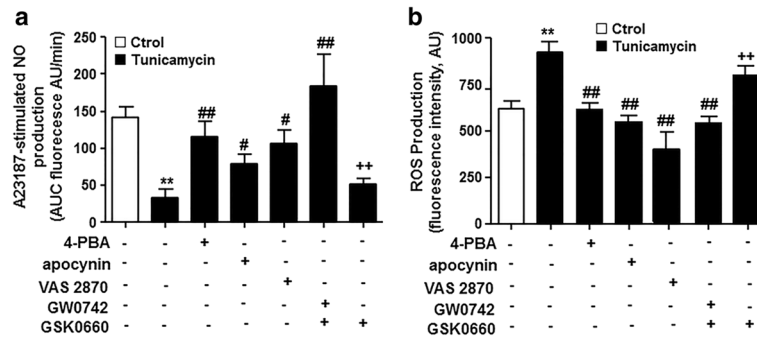 a
Ctrol
Tunicamycin
A23187-stimulated NO
production
(AUC fluoresecse AU/min)
250
200
150
100
50
0
**
##
#
#
##
++
4-PBA - - + - - - -
apocynin - - - + - - -
VAS 2870 - - - - + - -
GW0742 - - - - - + -
GSK0660 - - - - - + +
b
Ctrol
Tunicamycin
ROS Production
(fluorescence intensity, AU)
1000
750
500
250
0
**
##
##
##
##
++
4-PBA - - + - - - -
apocynin - - - + - - -
VAS 2870 - - - - + - -
GW0742 - - - - - + -
GSK0660 - - - - - + +